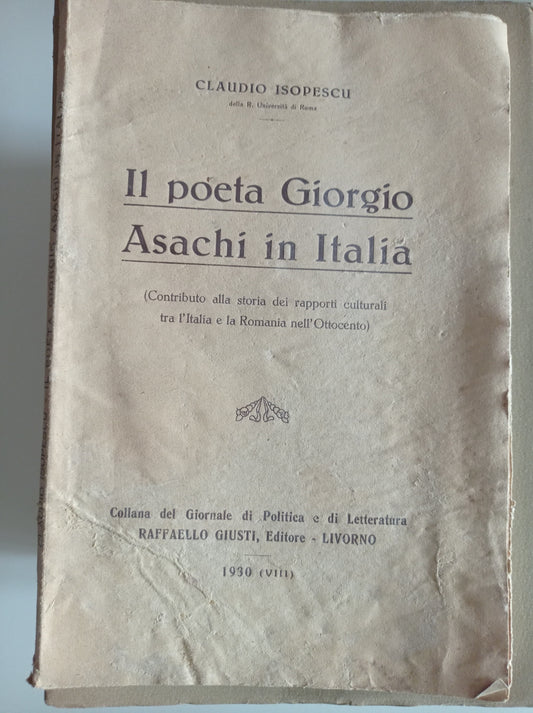 CLAUDIO ISOPESCU
della R. Università di Roma
Il poeta Giorgio
Asachi in Italia
(Contributo alla storia dei rapporti culturali
tra l'Italia e la Romania nell'Ottocento)
Collana del Giornale di Politica e di Letteratura
RAFFAELLO GIUSTI, Editore - LIVORNO
1930 (VIII)